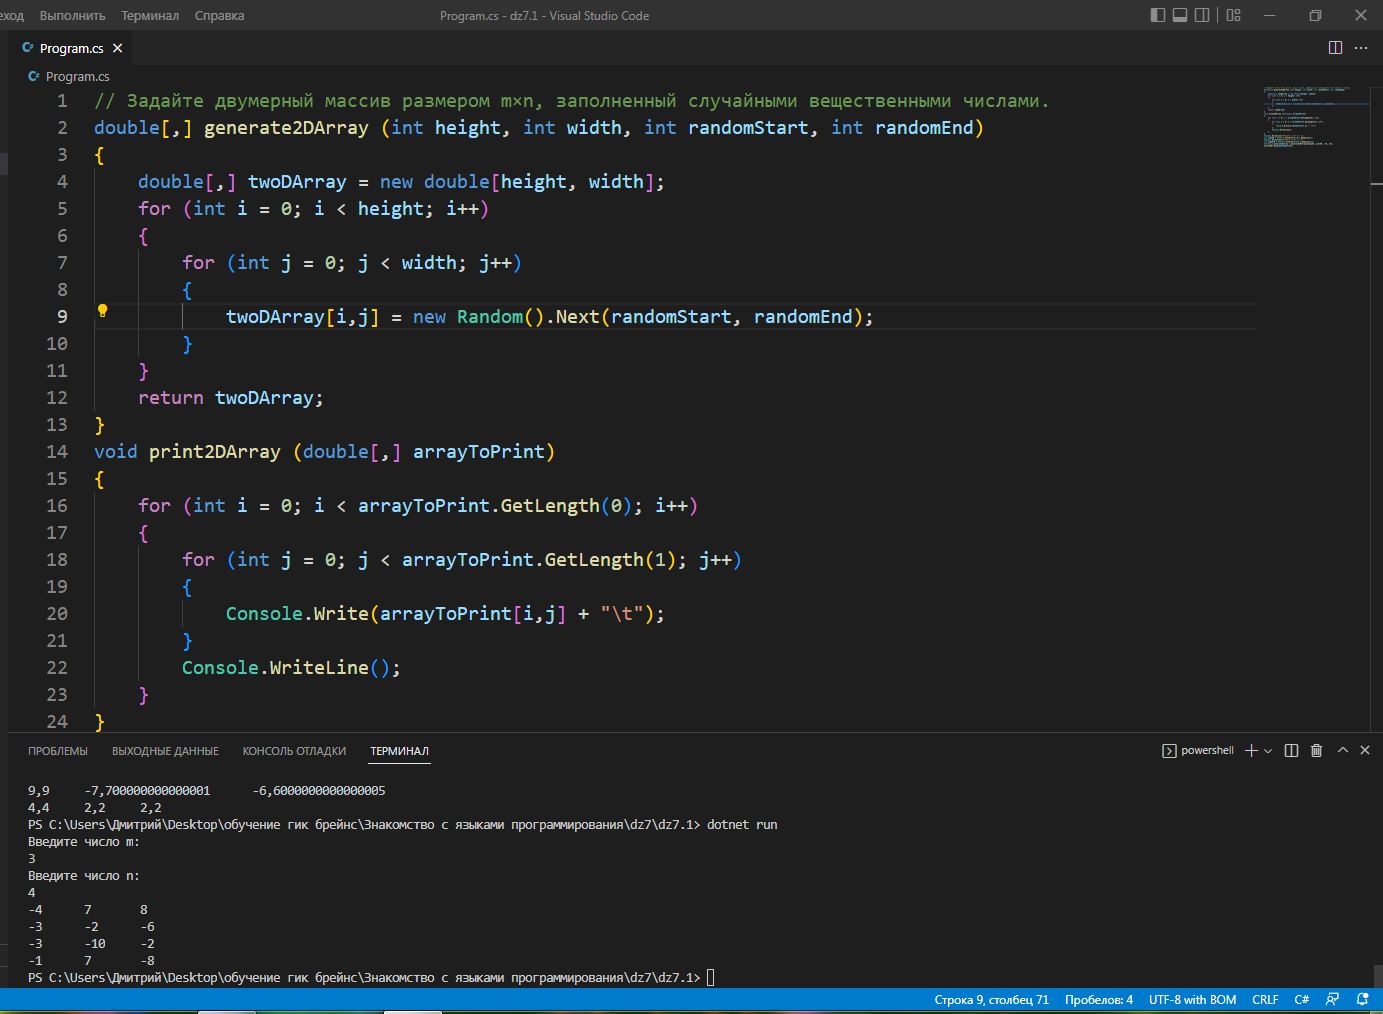 Выполнить Терминал Справка Program.cs - dz7.1 - Visual Studio Code
Program.cs
Program.cs
1 // Задайте двумерный массив размером m×n, заполненный случайными вещественными числами.
2 double[,] generate2DArray (int height, int width, int randomStart, int randomEnd)
3 {
4 double[,] twoDArray = new double[height, width];
5 for (int i = 0; i < height; i++)
6 {
7 for (int j = 0; j < width; j++)
8 {
9 twoDArray[i,j] = new Random().Next(randomStart, randomEnd);
10 }
11 }
12 return twoDArray;
13 }
14 void print2DArray (double[,] arrayToPrint)
15 {
16 for (int i = 0; i < arrayToPrint.GetLength(0); i++)
17 {
18 for (int j = 0; j < arrayToPrint.GetLength(1); j++)
19 {
20 Console.Write(arrayToPrint[i,j] + "\t");
21 }
22 Console.WriteLine();
23 }
24 }
ПРОБЛЕМЫ ВЫХОДНЫЕ ДАННЫЕ КОНСОЛЬ ОТЛАДКИ ТЕРМИНАЛ powershell
9,9 -7,700000000000001 -6,6000000000000005
4,4 2,2 2,2
PS C:\Users\Дмитрий\Desktop\обучение гик брейнс\Знакомство с языками программирования\dz7\dz7.1> dotnet run
Введите число m:
3
Введите число n:
4
-4 7 8
-3 -2 -6
-3 -10 -2
-1 7 -8
PS C:\Users\Дмитрий\Desktop\обучение гик брейнс\Знакомство с языками программирования\dz7\dz7.1>
Строка 9, столбец 71 Пробелов: 4 UTF-8 with BOM CRLF C#